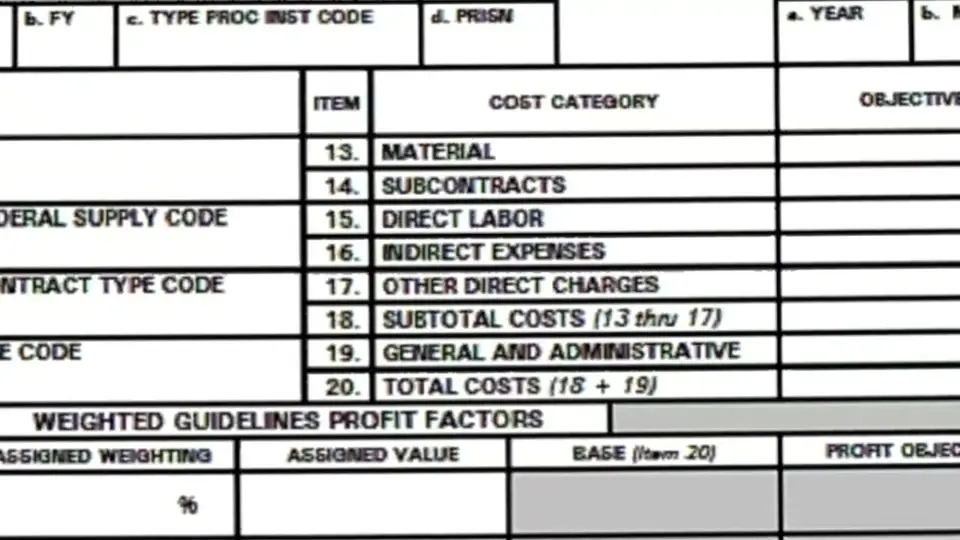 b. FY c. TYPE PROC INST CODE d. PRISN a. YEAR b.
ITEM COST CATEGORY OBJECTIVE
13. MATERIAL
14. SUBCONTRACTS
DERAL SUPPLY CODE 15. DIRECT LABOR
16. INDIRECT EXPENSES
NTRACT TYPE CODE 17. OTHER DIRECT CHARGES
18. SUBTOTAL COSTS (13 thru 17)
E CODE 19. GENERAL AND ADMINISTRATIVE
20. TOTAL COSTS (18 + 19)
WEIGHTED GUIDELINES PROFIT FACTORS
ASSIGNED WEIGHTING ASSIGNED VALUE BASE (Item 20) PROFIT OBJEC
%